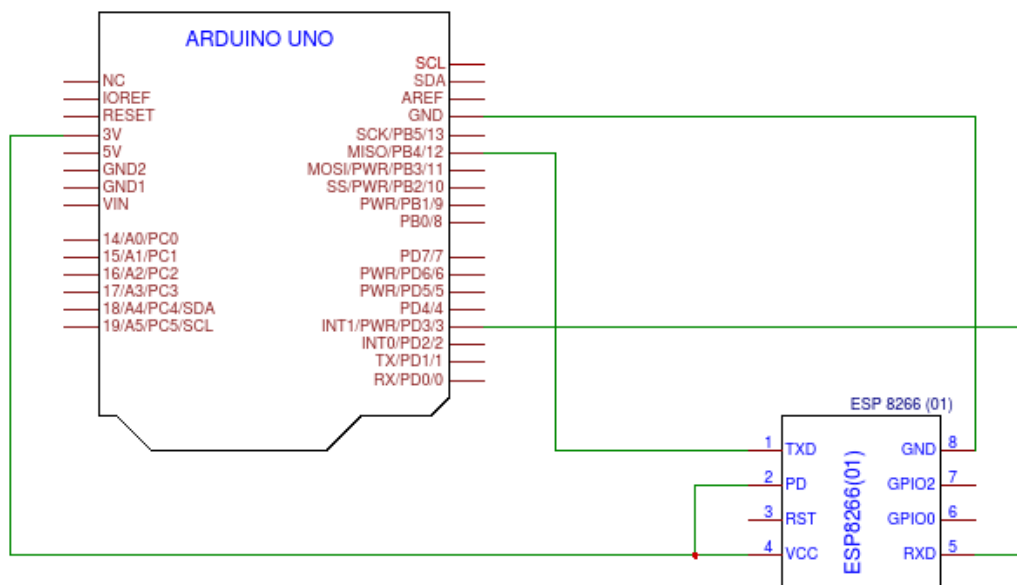 ARDUINO UNO
NC
IOREF
RESET
3V
5V
GND2
GND1
VIN
14/A0/PC0
15/A1/PC1
16/A2/PC2
17/A3/PC3
18/A4/PC4/SDA
19/A5/PC5/SCL
SCL
SDA
AREF
GND
SCK/PB5/13
MISO/PB4/12
MOSI/PWR/PB3/11
SS/PWR/PB2/10
PWR/PB1/9
PB0/8
PD7/7
PWR/PD6/6
PWR/PD5/5
PD4/4
INT1/PWR/PD3/3
INT0/PD2/2
TX/PD1/1
RX/PD0/0
ESP 8266 (01)
1 TXD
2 PD
3 RST
4 VCC
ESP8266(01)
GND 8
GPIO2 7
GPIO0 6
RXD 5